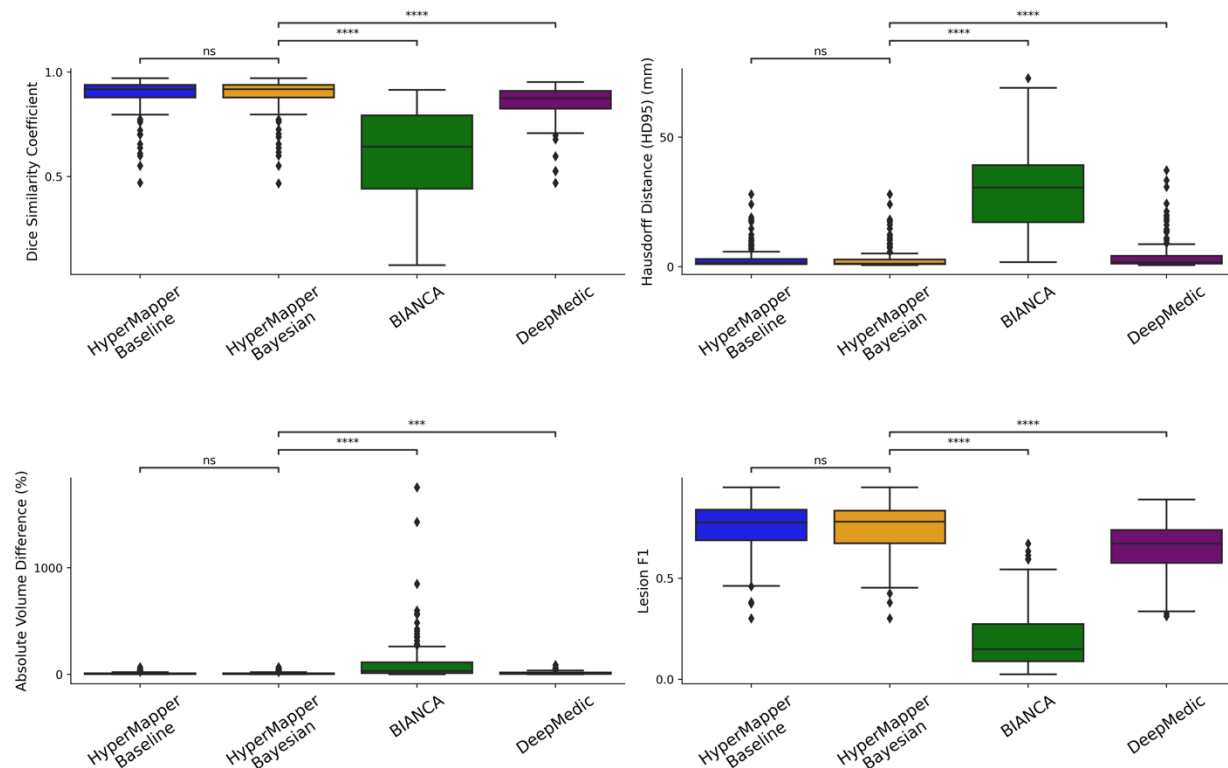 ****
****
ns
1.0
0.5
Dice Similarity Coefficient
HyperMapper
Baseline
HyperMapper
Bayesian
BIANCA
DeepMedic
****
****
ns
50
0
Hausdorff Distance (HD95) (mm)
HyperMapper
Baseline
HyperMapper
Bayesian
BIANCA
DeepMedic
***
****
ns
1000
0
Absolute Volume Difference (%)
HyperMapper
Baseline
HyperMapper
Bayesian
BIANCA
DeepMedic
****
****
ns
0.5
0.0
Lesion F1
HyperMapper
Baseline
HyperMapper
Bayesian
BIANCA
DeepMedic